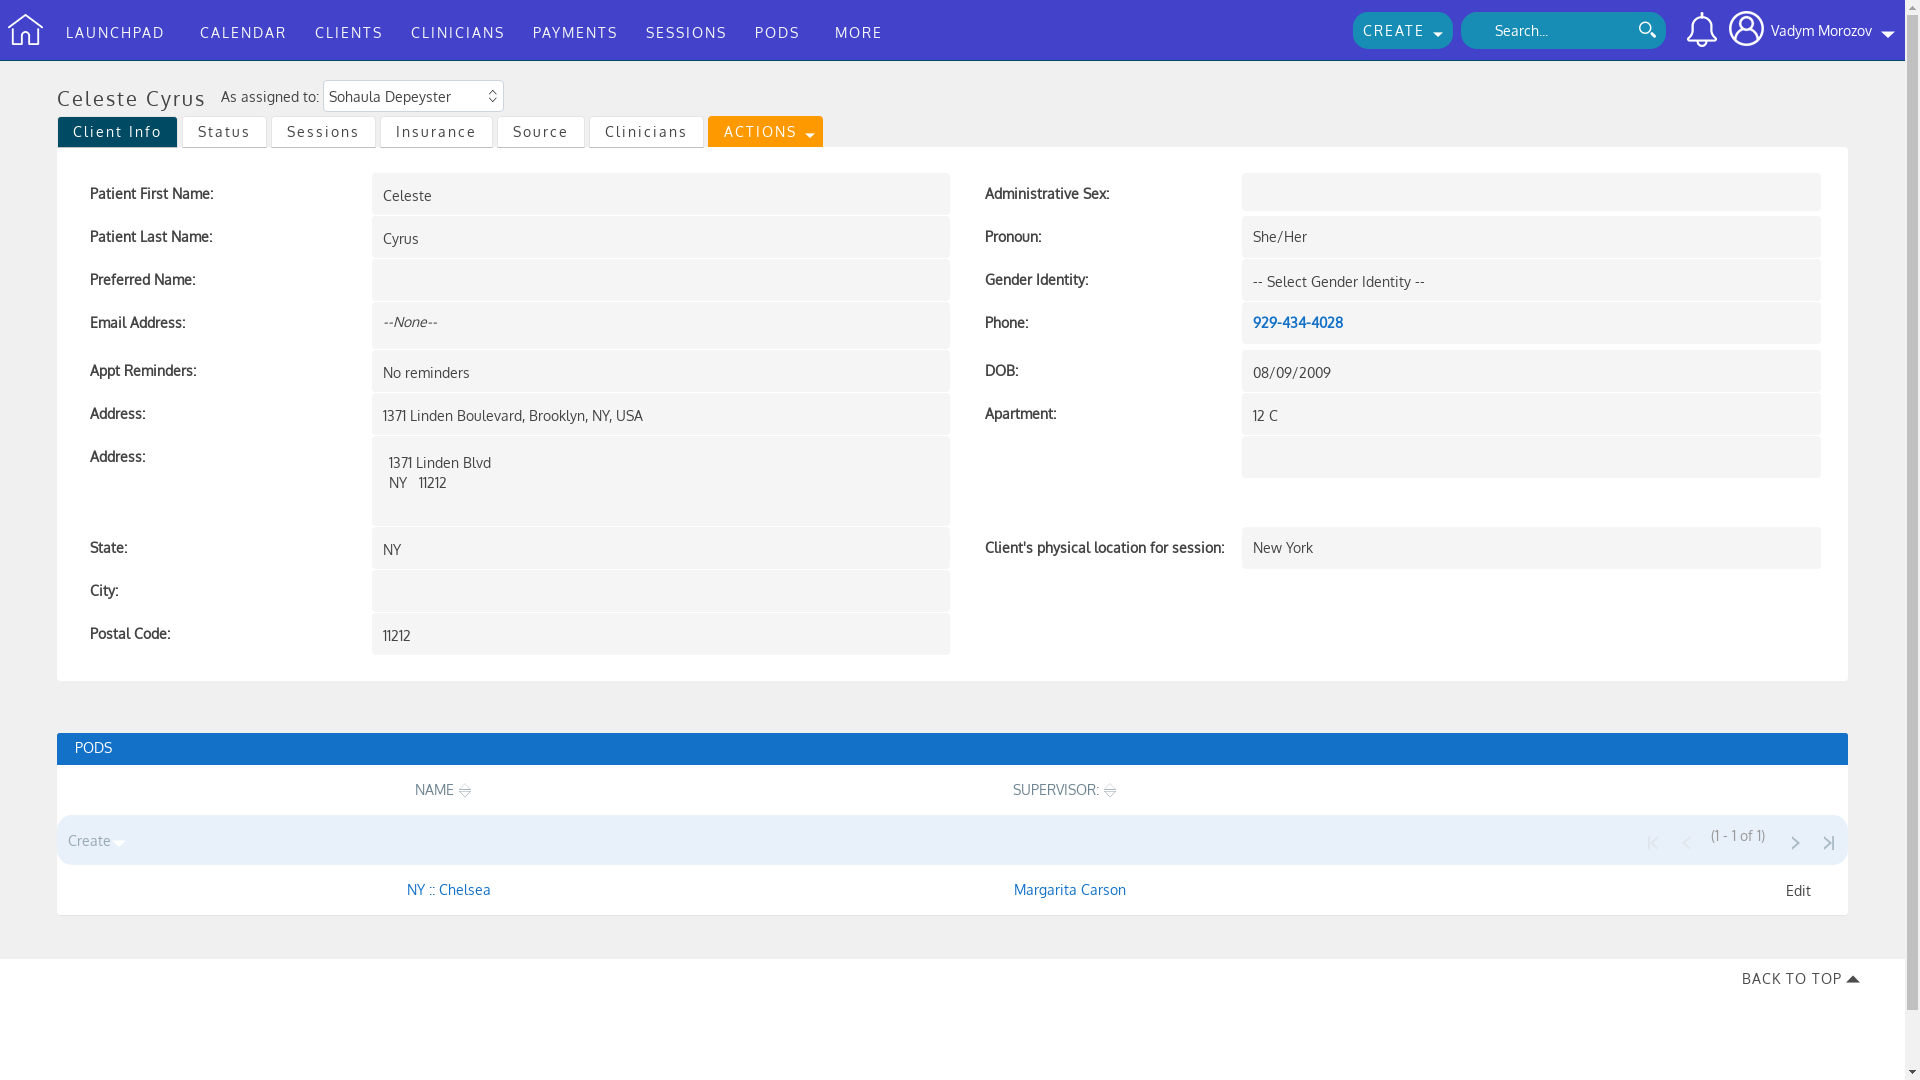 LAUNCHPAD CALENDAR CLIENTS CLINICIANS PAYMENTS SESSIONS PODS MORE CREATE Search... Vadym Morozov
Celeste Cyrus As assigned to: Sohaula Depeyster
Client Info Status Sessions Insurance Source Clinicians ACTIONS
Patient First Name: Celeste Administrative Sex:
Patient Last Name: Cyrus Pronoun: She/Her
Preferred Name: Gender Identity: -- Select Gender Identity --
Email Address: --None-- Phone: 929-434-4028
Appt Reminders: No reminders DOB: 08/09/2009
Address: 1371 Linden Boulevard, Brooklyn, NY, USA Apartment: 12 C
Address: 1371 Linden Blvd
NY 11212
State: NY Client's physical location for session: New York
City:
Postal Code: 11212
PODS
NAME SUPERVISOR:
Create (1 - 1 of 1)
NY :: Chelsea Margarita Carson Edit
BACK TO TOP